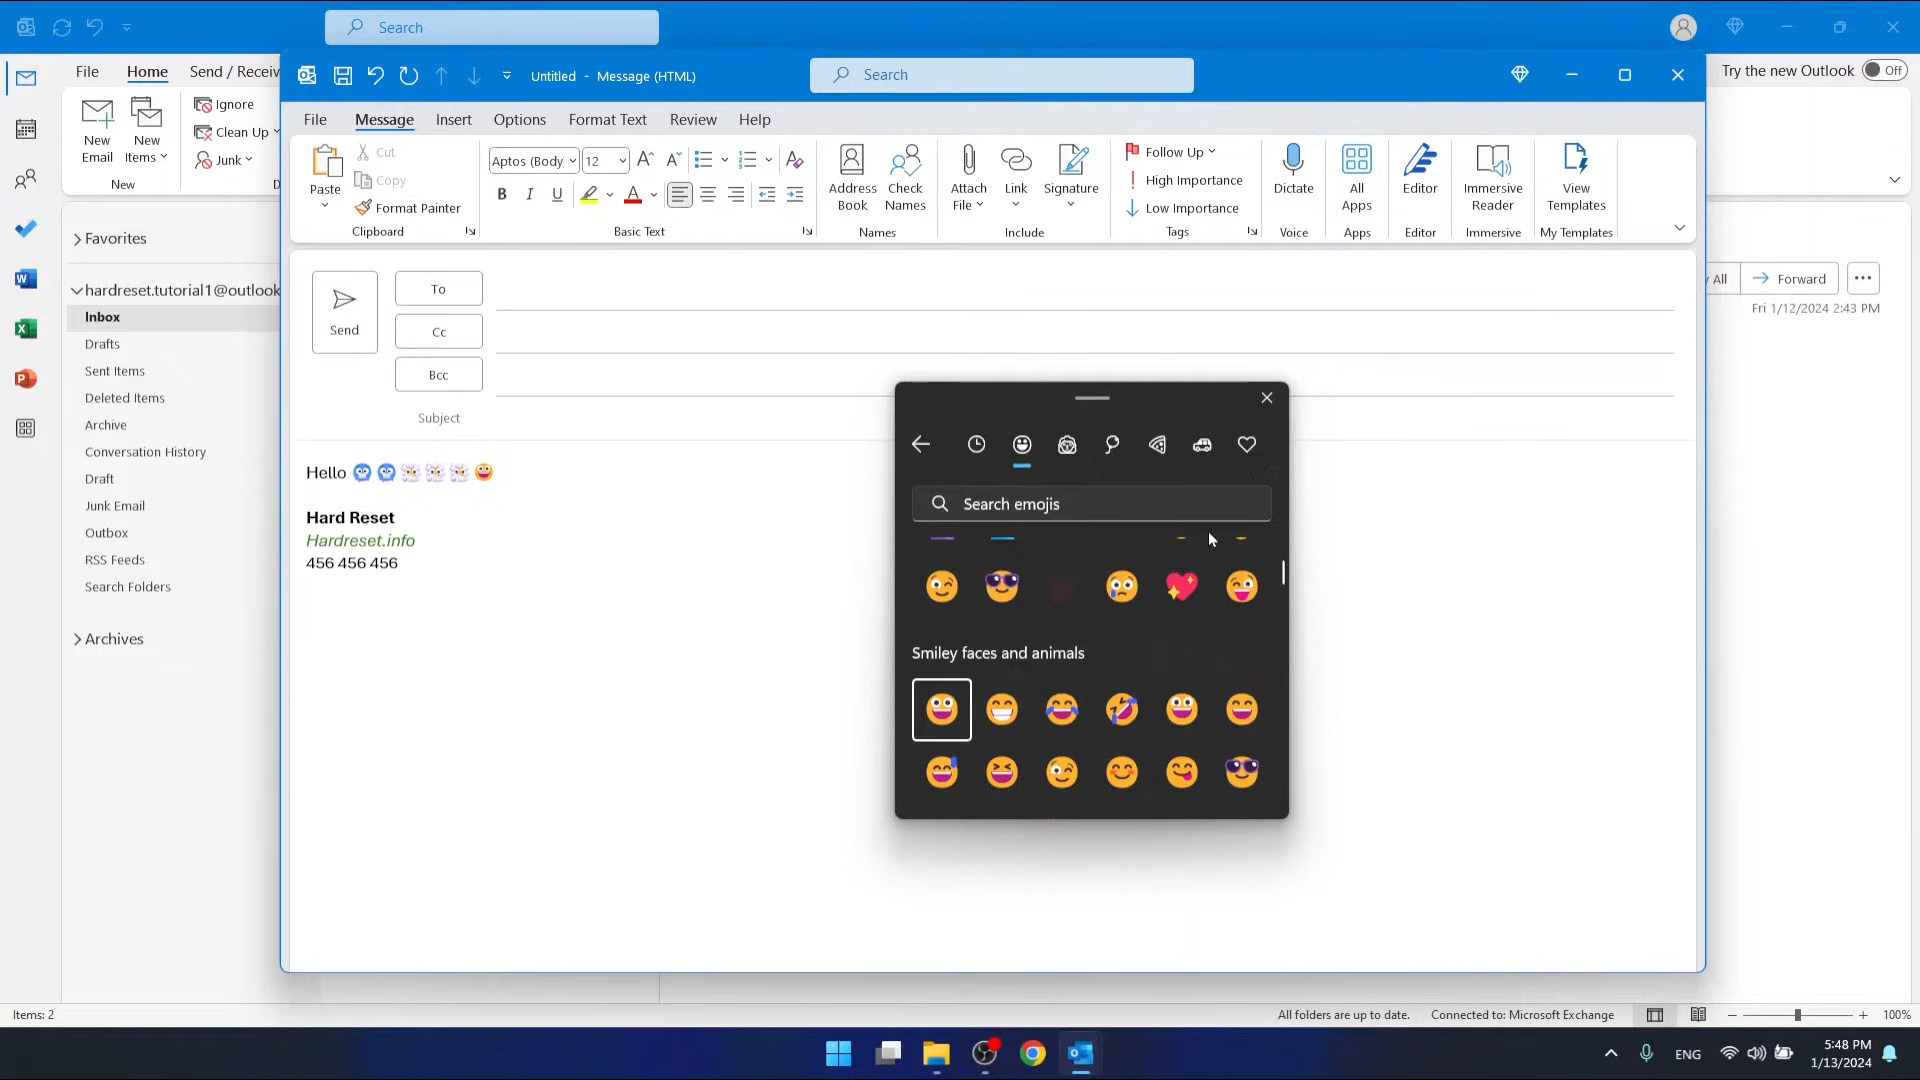 Search
Try the new Outlook
Off
File
Home
Send / Receiv
New
Email
New
Items
Ignore
Clean Up
Junk
New
D
Favorites
hardreset.tutorial1@outlook
Inbox
Drafts
Sent Items
Deleted Items
Archive
Conversation History
Draft
Junk Email
Outbox
RSS Feeds
Search Folders
Archives
Untitled - Message (HTML)
Search
File
Message
Insert
Options
Format Text
Review
Help
Paste
Cut
Copy
Format Painter
Clipboard
Aptos (Body
12
B
I
U
Basic Text
Address
Book
Check
Names
Names
Attach
File
Link
Signature
Include
Follow Up
High Importance
Low Importance
Tags
Dictate
Voice
All
Apps
Apps
Editor
Editor
Immersive
Reader
Immersive
View
Templates
My Templates
Send
To
Cc
Bcc
Subject
Hello
Hard Reset
Hardreset.info
456 456 456
All
Forward
Fri 1/12/2024 2:43 PM
Search emojis
Smiley faces and animals
Items: 2
All folders are up to date.
Connected to: Microsoft Exchange
100%
ENG
5:48 PM
1/13/2024